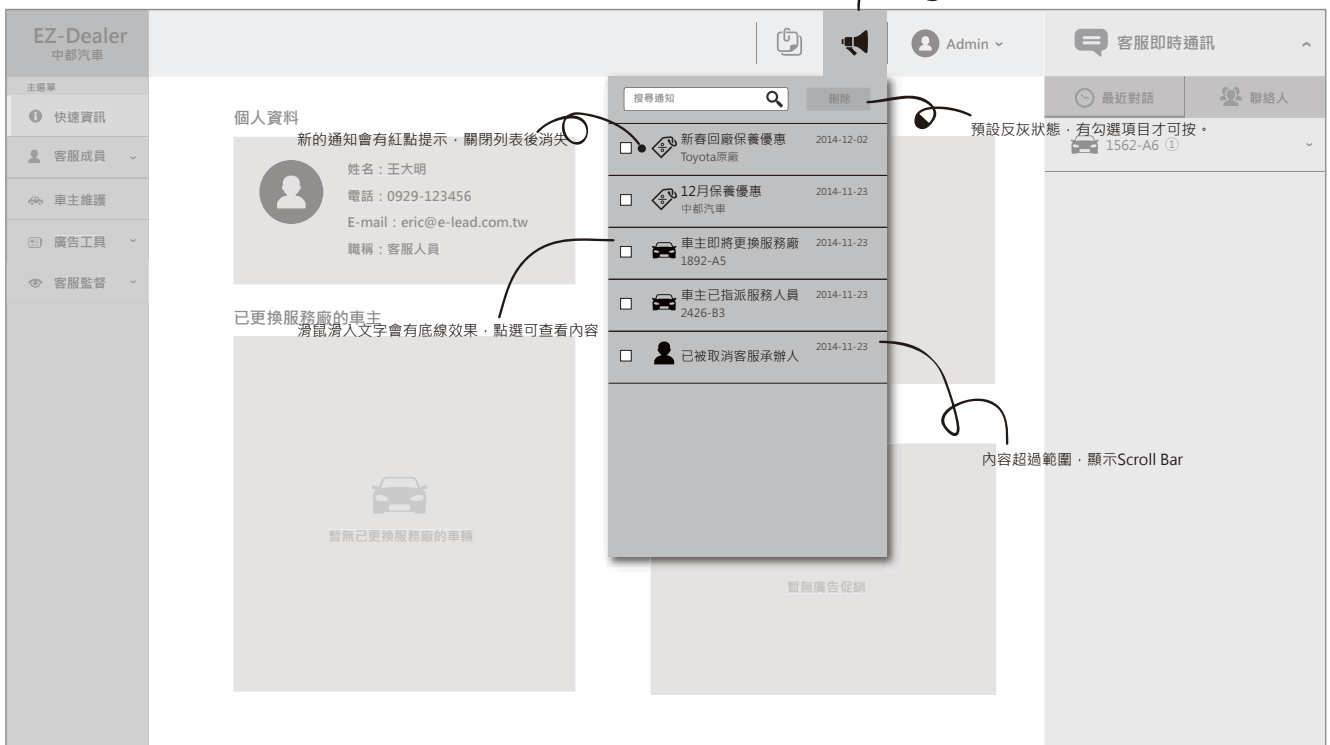 EZ-Dealer
中都汽車
Admin
客服即時通訊
主選單
快速資訊
客服成員
車主維護
廣告工具
客服監督
最近對話
聯絡人
1562-A6 ①
預設反灰狀態，有勾選項目才可按。
搜尋通知
刪除
新春回廠保養優惠 2014-12-02
Toyota原廠
12月保養優惠 2014-11-23
中都汽車
車主即將更換服務廠 2014-11-23
1892-A5
車主已指派服務人員 2014-11-23
2426-B3
已被取消客服承辦人 2014-11-23
個人資料
新的通知會有紅點提示，關閉列表後消失
姓名：王大明
電話：0929-123456
E-mail：eric@e-lead.com.tw
職稱：客服人員
已更換服務廠的車主
滑鼠滑入文字會有底線效果，點選可查看內容
內容超過範圍，顯示Scroll Bar
暫無已更換服務廠的車輛
暫無廣告促銷